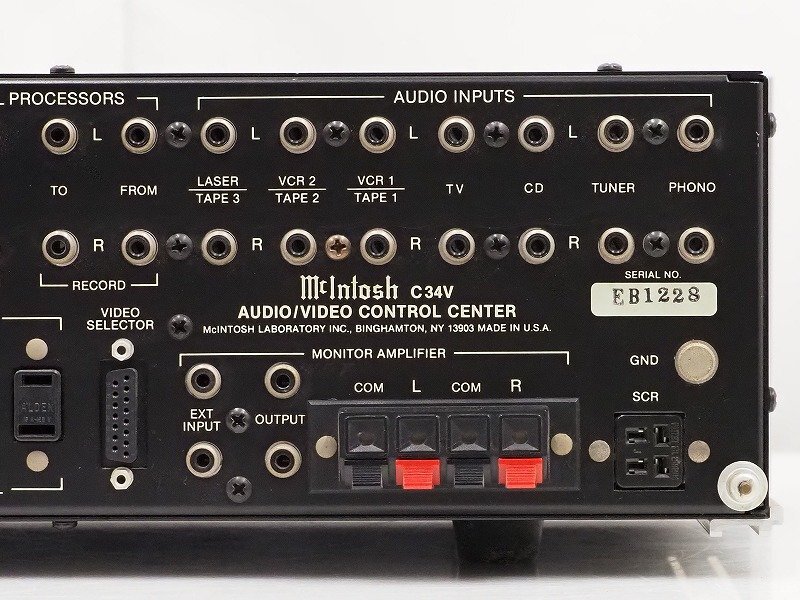 L PROCESSORS
AUDIO INPUTS
L L L L
TO FROM LASER TAPE 3 VCR 2 TAPE 2 VCR 1 TAPE 1 TV CD TUNER PHONO
R R R R
RECORD
SERIAL NO.
EB1228
McIntosh C34V
AUDIO/VIDEO CONTROL CENTER
McINTOSH LABORATORY INC., BINGHAMTON, NY 13903 MADE IN U.S.A.
VIDEO
SELECTOR
MONITOR AMPLIFIER
GND
COM L COM R
SCR
EXT
INPUT
OUTPUT